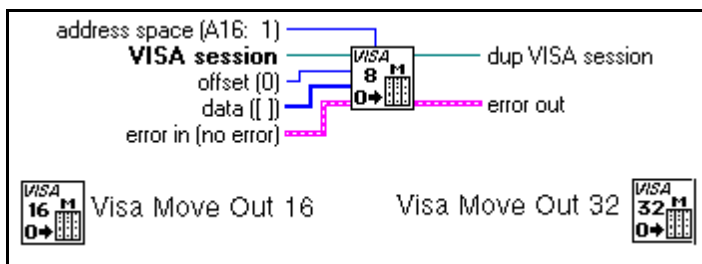 address space (A16: 1)
VISA session
offset (0)
data ([ ])
error in (no error)
VISA
8 M
0→
dup VISA session
error out
VISA
16 M
0→
Visa Move Out 16
Visa Move Out 32
VISA
32 M
0→